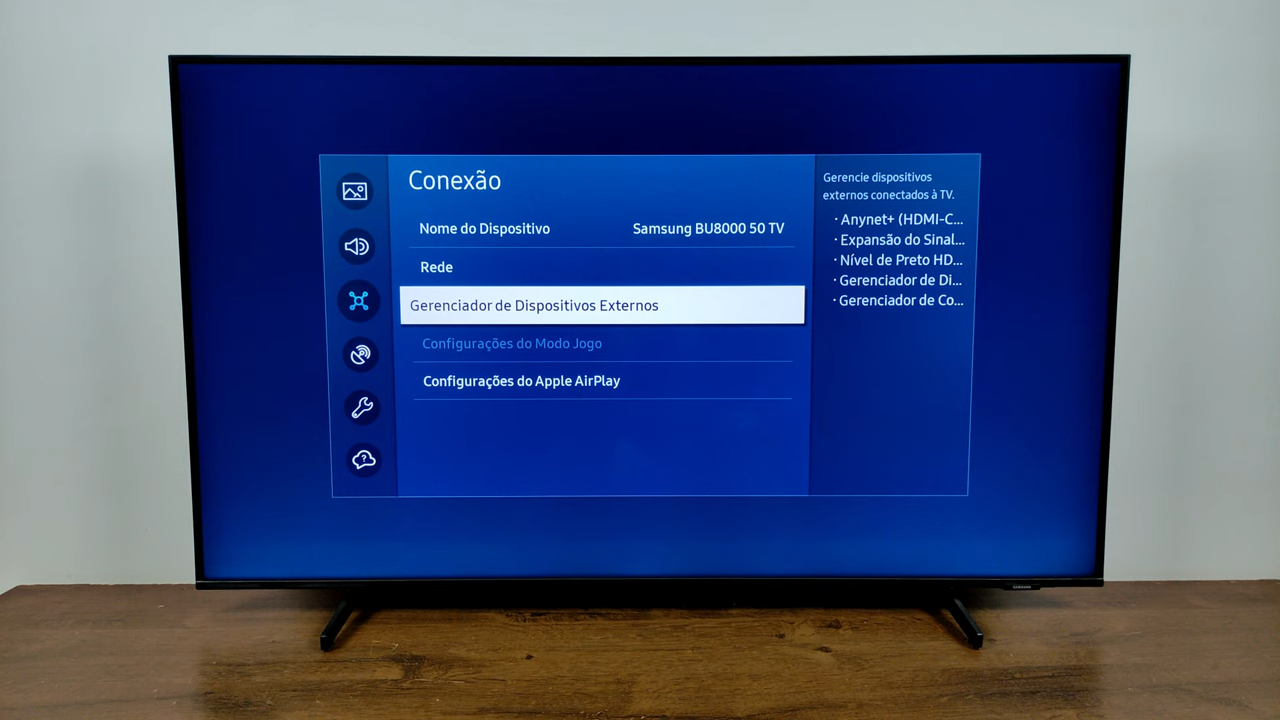 Conexão
Nome do Dispositivo Samsung BU8000 50 TV
Rede
Gerenciador de Dispositivos Externos
Configurações do Modo Jogo
Configurações do Apple AirPlay
Gerencie dispositivos
externos conectados à TV.
· Anynet+ (HDMI-C...
· Expansão do Sinal...
· Nível de Preto HD...
· Gerenciador de Di...
· Gerenciador de Co...
SAMSUNG